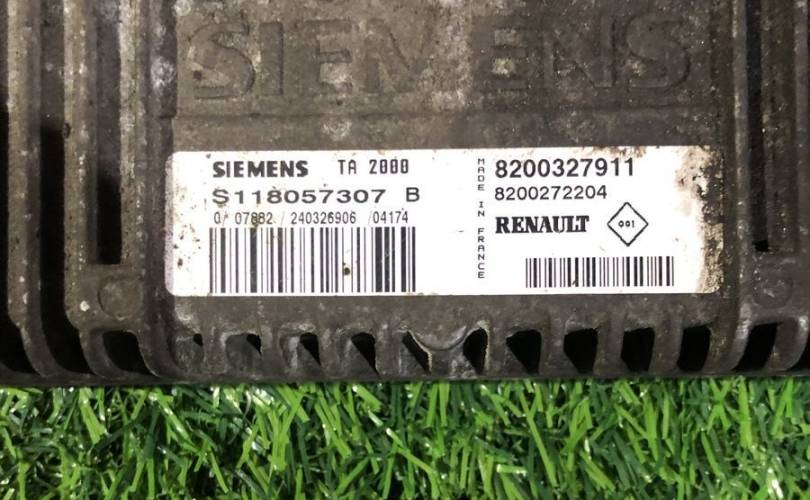 SIEMENS
SIEMENS TA 2000
S118057307 B
0/ 07882 / 240326906 /04174
MADE IN FRANCE
8200327911
8200272204
RENAULT 001